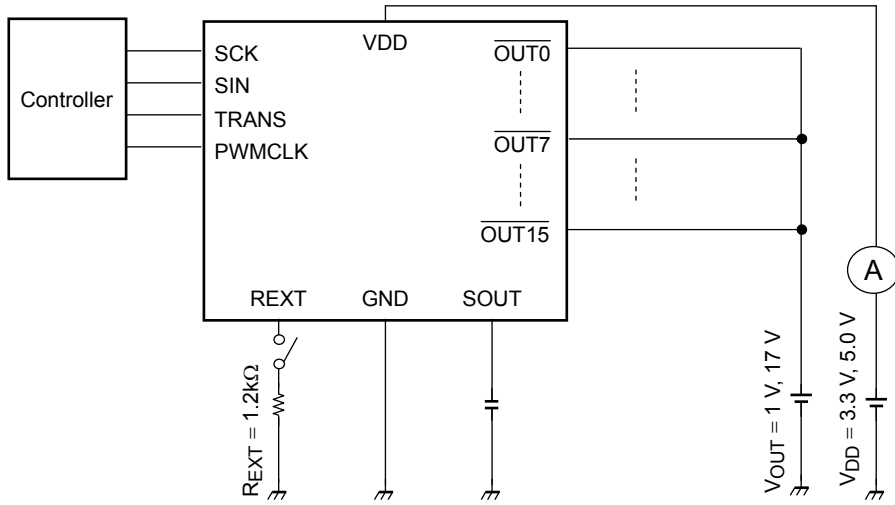 Controller
SCK
SIN
TRANS
PWMCLK
VDD
OUT0
OUT7
OUT15
REXT
GND
SOUT
A
REXT = 1.2kΩ
VOUT = 1 V, 17 V
VDD = 3.3 V, 5.0 V